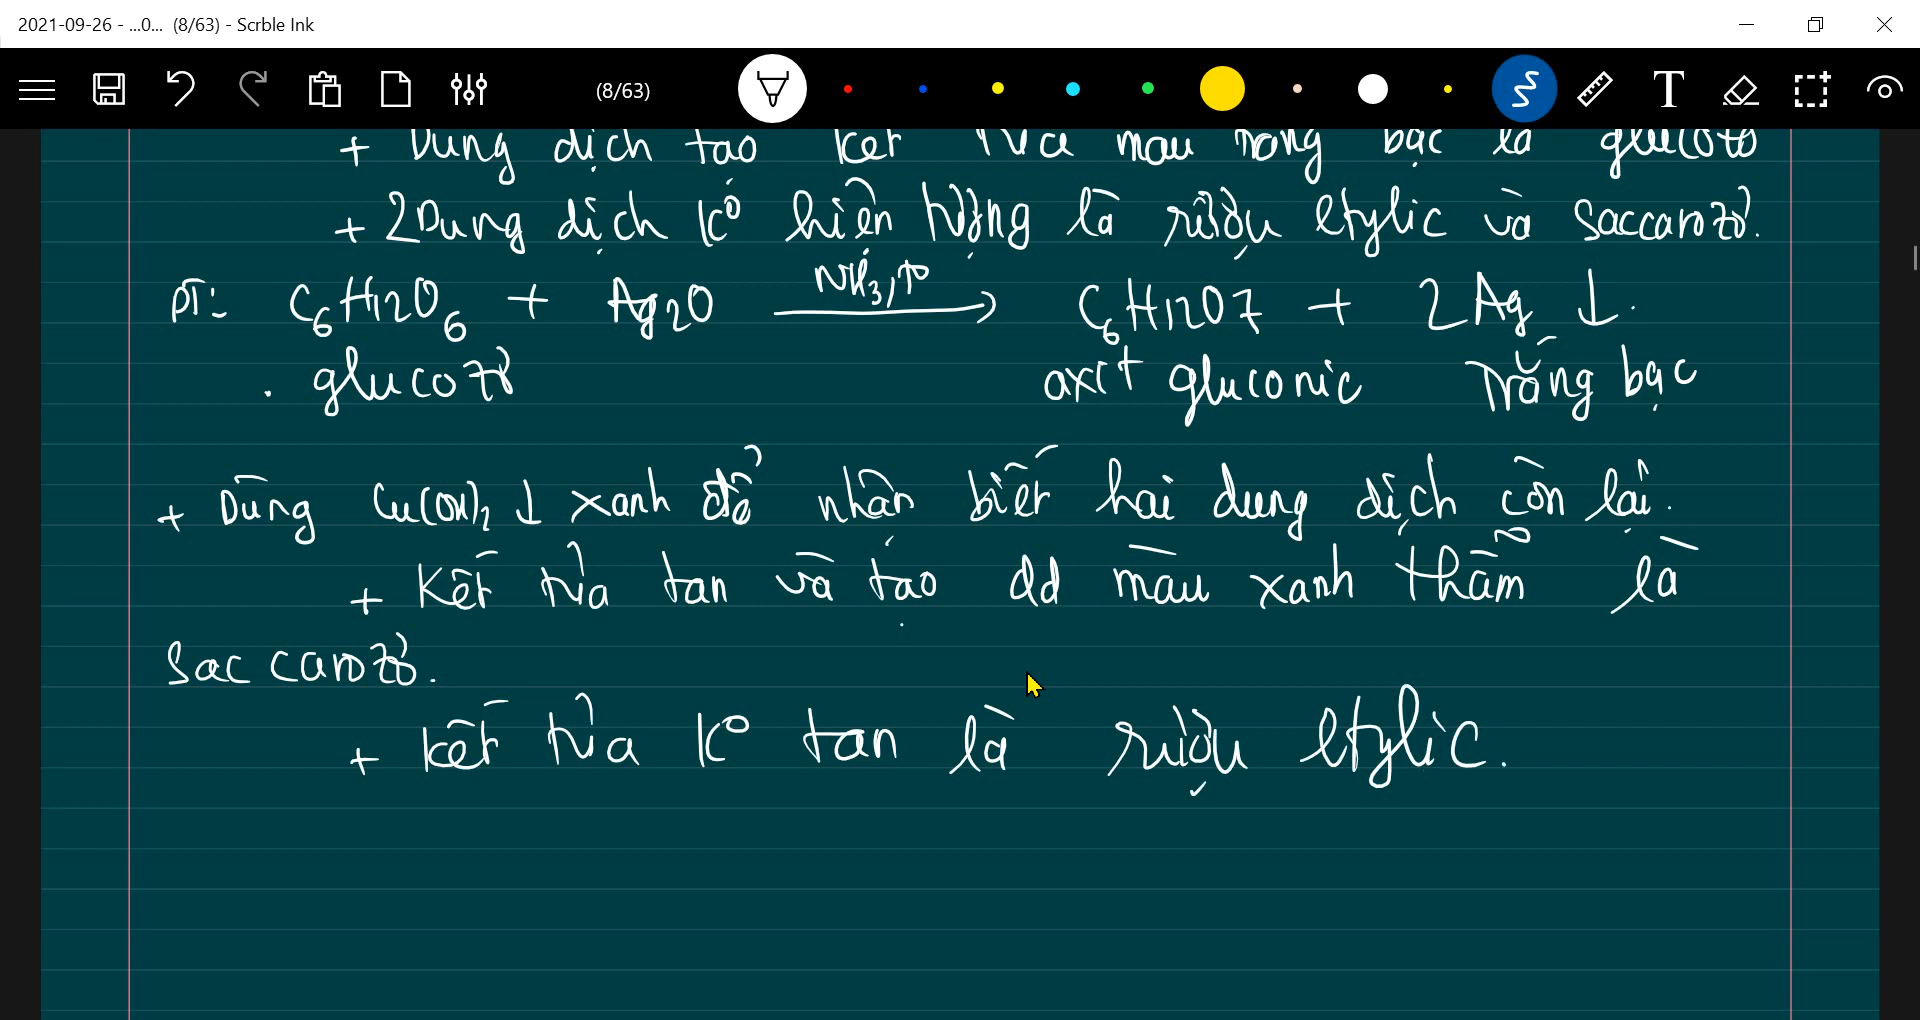 2021-09-26 - ...0... (8/63) - Scrble Ink
(8/63)
T
+ Dung dịch tạo kết tủa màu trắng bạc là glucozơ
+ 2 Dung dịch k° hiện tượng là rượu etylic và Saccarozơ.
PT: C6H12O6 + Ag2O NH3, t° → C6H12O7 + 2Ag ↓.
. glucozơ axit gluconic Trắng bạc
+ Dùng Cu(OH)2 ↓ xanh để nhận biết hai dung dịch còn lại.
+ Kết tủa tan và tạo dd màu xanh thẫm là
Saccarozơ.
+ Kết tủa k° tan là rượu etylic.